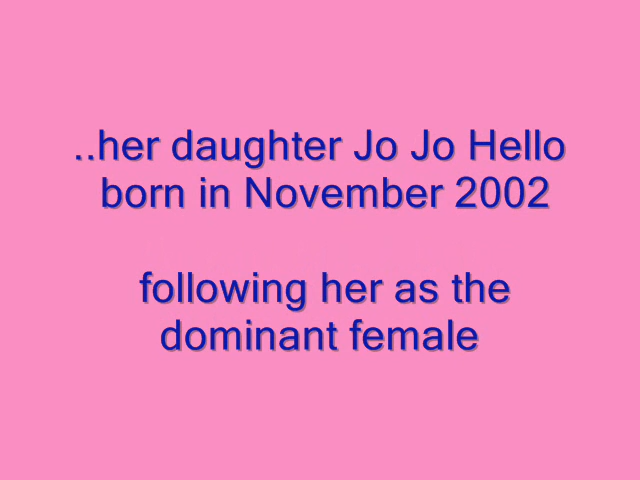 ..her daughter Jo Jo Hello
born in November 2002
following her as the
dominant female